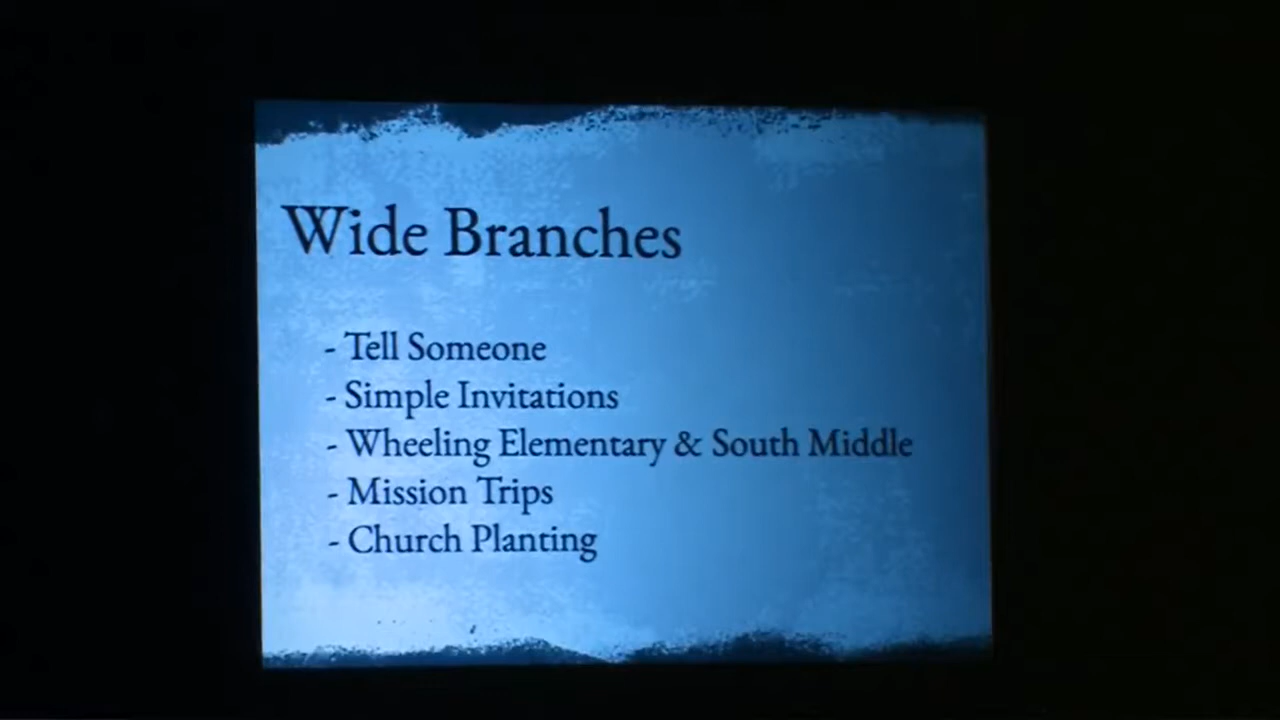 Wide Branches
- Tell Someone
- Simple Invitations
- Wheeling Elementary & South Middle
- Mission Trips
- Church Planting